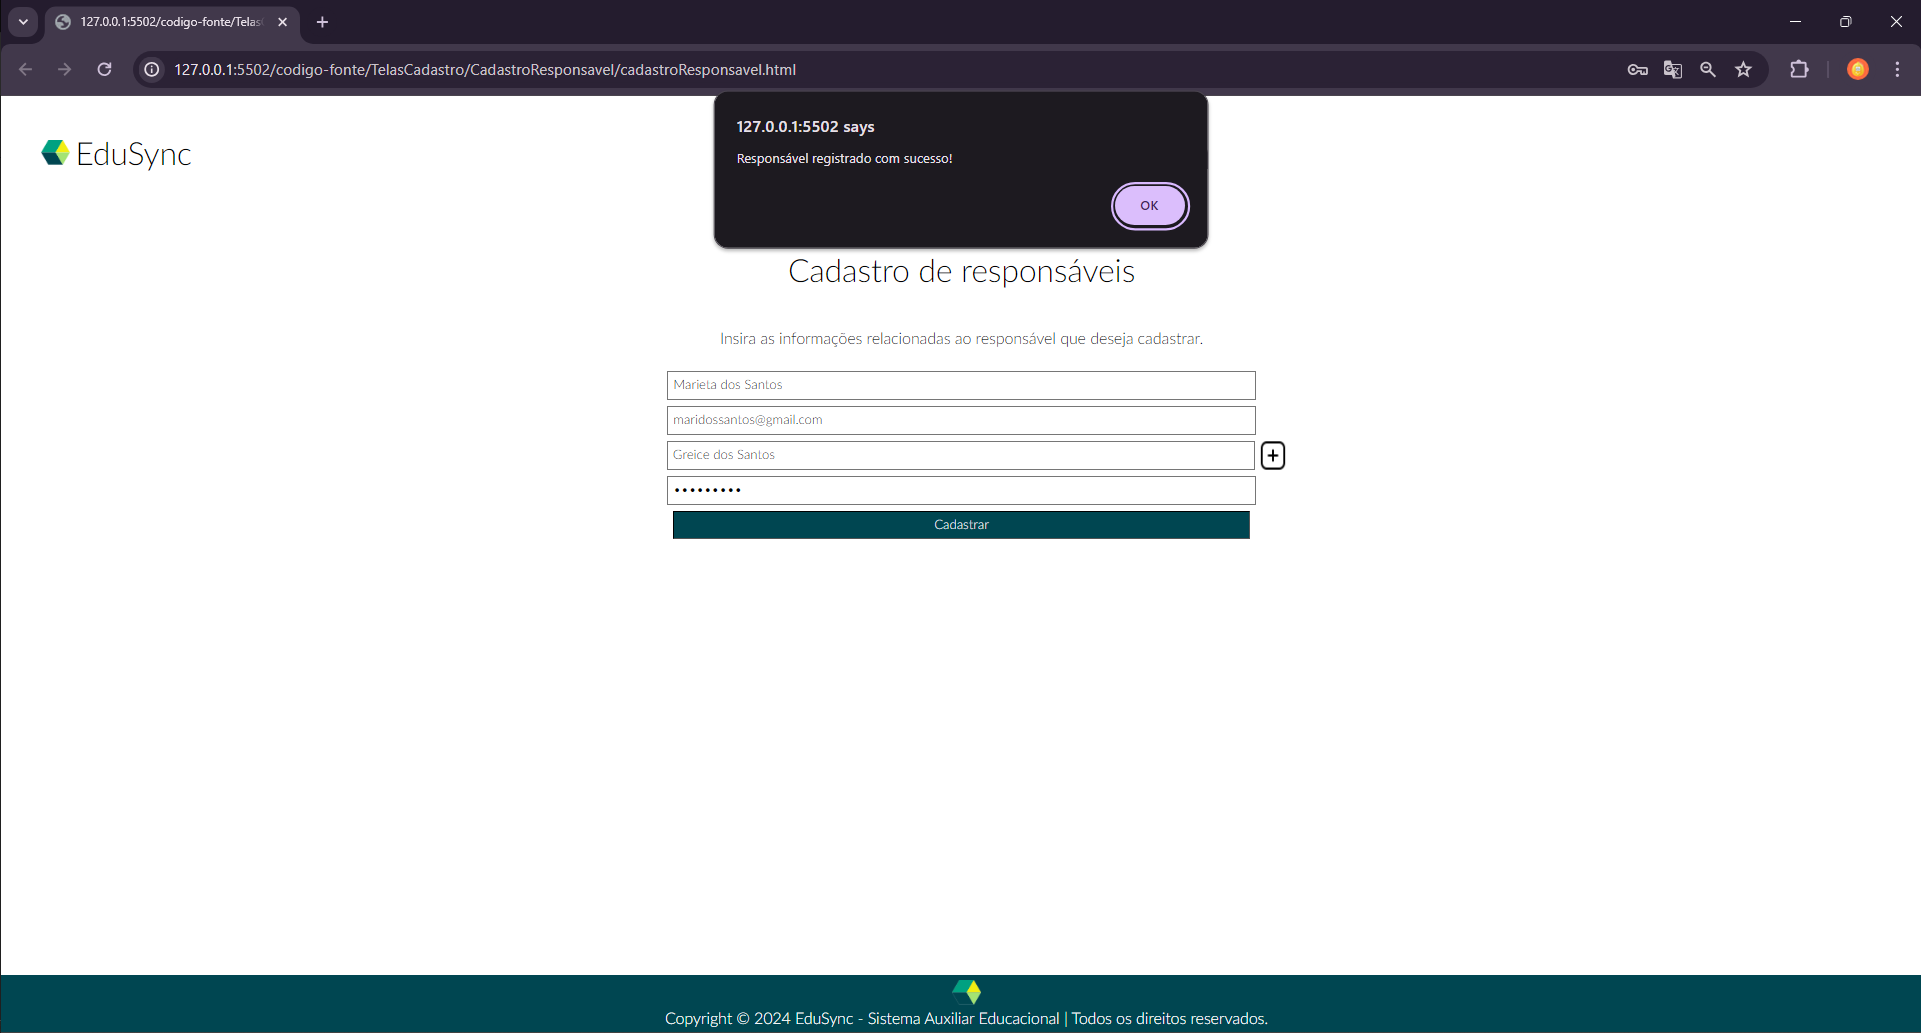 127.0.0.1:5502/codigo-fonte/Telas
127.0.0.1:5502/codigo-fonte/TelasCadastro/CadastroResponsavel/cadastroResponsavel.html
127.0.0.1:5502 says
Responsável registrado com sucesso!
OK
EduSync
Cadastro de responsáveis
Insira as informações relacionadas ao responsável que deseja cadastrar.
Marieta dos Santos
maridossantos@gmail.com
Greice dos Santos
+
•••••••••
Cadastrar
Copyright © 2024 EduSync - Sistema Auxiliar Educacional | Todos os direitos reservados.